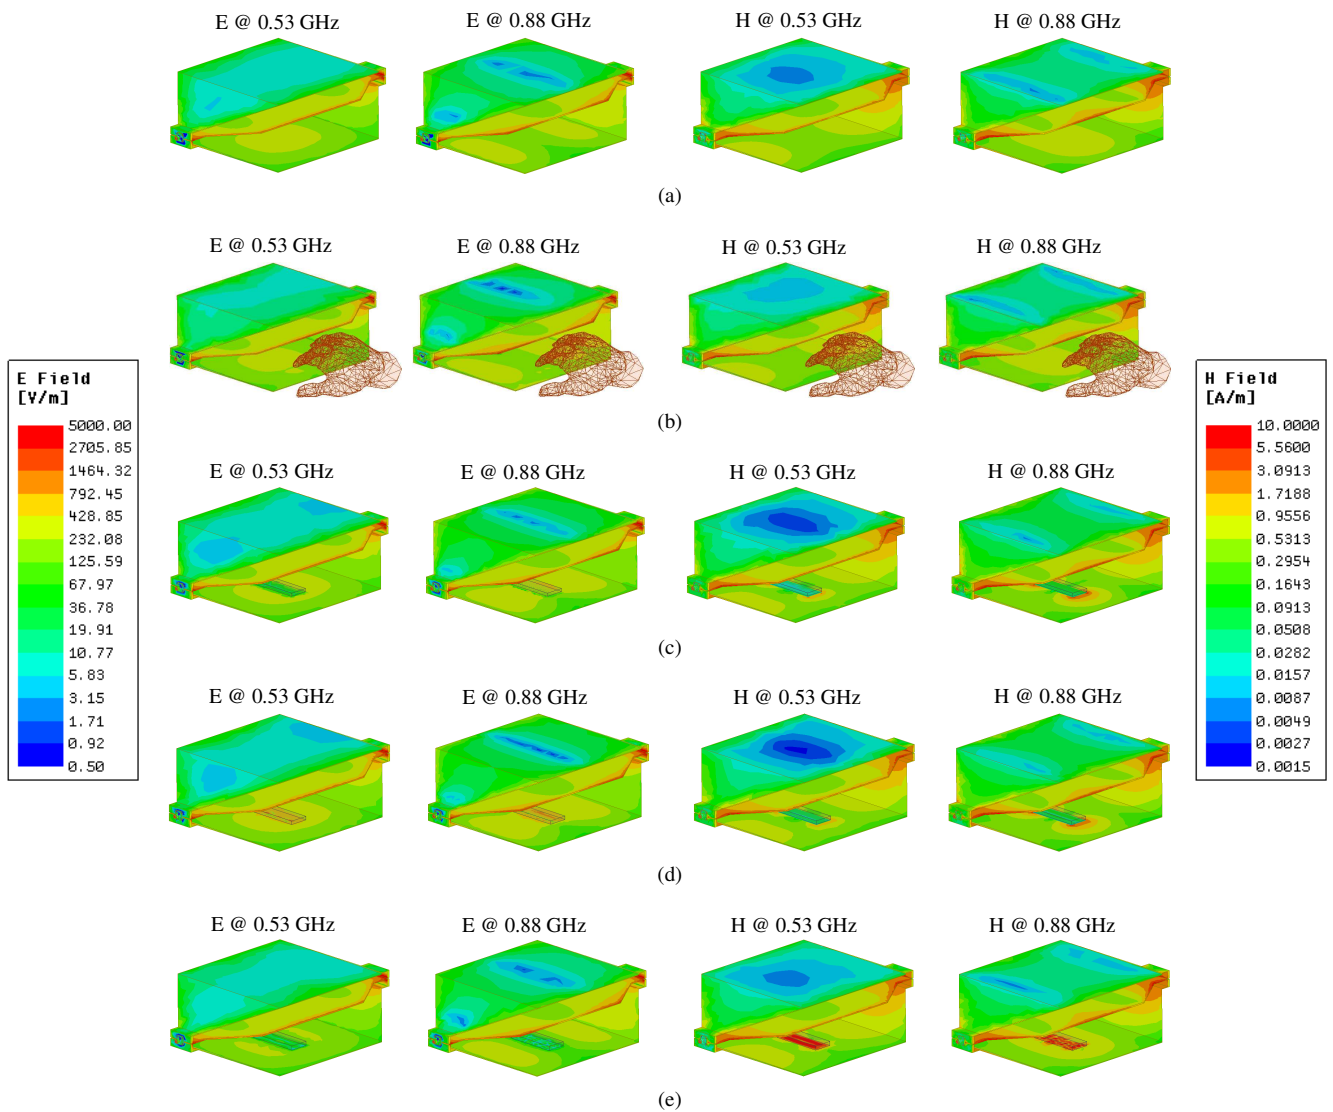 E @ 0.53 GHz E @ 0.88 GHz H @ 0.53 GHz H @ 0.88 GHz
(a)
E @ 0.53 GHz E @ 0.88 GHz H @ 0.53 GHz H @ 0.88 GHz
(b)
E Field
[V/m]
5000.00
2705.85
1464.32
792.45
428.85
232.08
125.59
67.97
36.78
19.91
10.77
5.83
3.15
1.71
0.92
0.50
H Field
[A/m]
10.0000
5.5600
3.0913
1.7188
0.9556
0.5313
0.2954
0.1643
0.0913
0.0508
0.0282
0.0157
0.0087
0.0049
0.0027
0.0015
E @ 0.53 GHz E @ 0.88 GHz H @ 0.53 GHz H @ 0.88 GHz
(c)
E @ 0.53 GHz E @ 0.88 GHz H @ 0.53 GHz H @ 0.88 GHz
(d)
E @ 0.53 GHz E @ 0.88 GHz H @ 0.53 GHz H @ 0.88 GHz
(e)